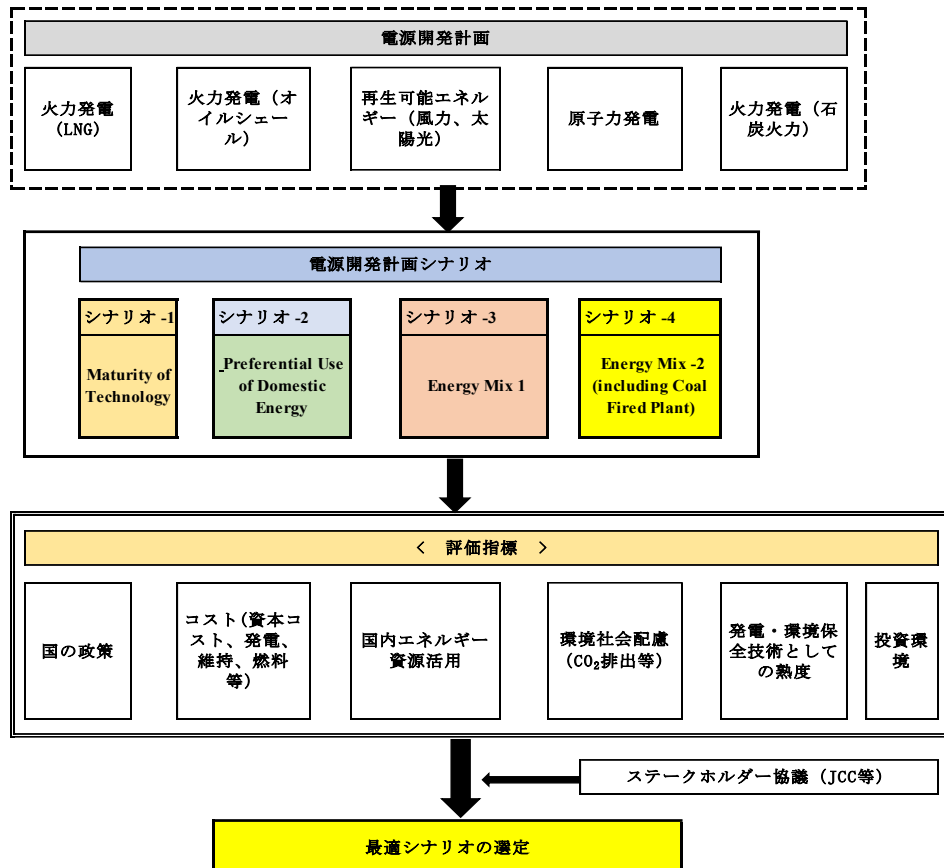 電源開発計画
火力発電
(LNG)
火力発電（オ
イルシェー
ル）
再生可能エネル
ギー（風力、太
陽光）
原子力発電
火力発電（石
炭火力）
電源開発計画シナリオ
シナリオ -1
Maturity of
Technology
シナリオ -2
Preferential Use
of Domestic
Energy
シナリオ -3
Energy Mix 1
シナリオ -4
Energy Mix -2
(including Coal
Fired Plant)
＜ 評価指標 ＞
国の政策
コスト(資本コ
スト、発電、
維持、燃料
等)
国内エネルギー
資源活用
環境社会配慮
(CO₂排出等)
発電・環境保
全技術として
の熟度
投資環
境
ステークホルダー協議（JCC等）
最適シナリオの選定